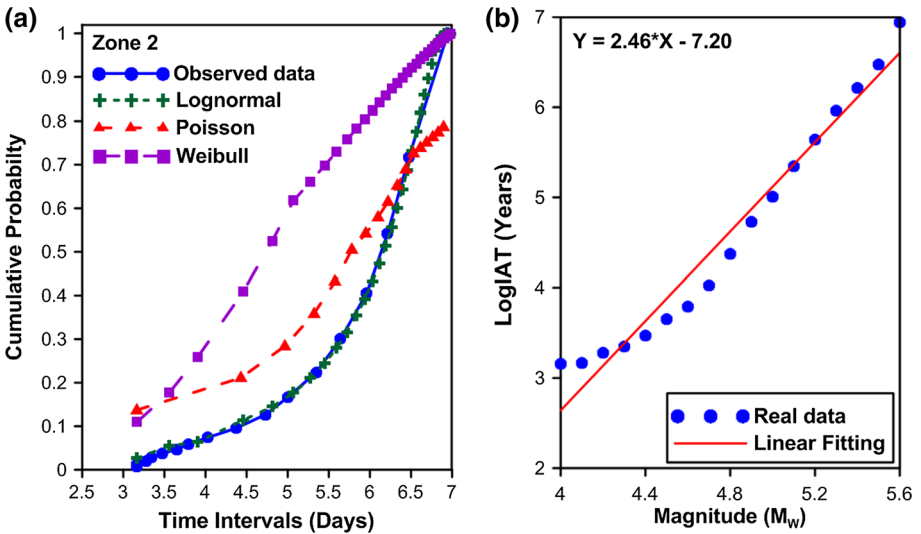 (a)
Zone 2
Observed data
Lognormal
Poisson
Weibull
Cumulative Probabilty
1
0.9
0.8
0.7
0.6
0.5
0.4
0.3
0.2
0.1
0
2.5 3 3.5 4 4.5 5 5.5 6 6.5 7
Time Intervals (Days)
(b)
Y = 2.46*X - 7.20
LogIAT (Years)
7
6
5
4
3
2
Real data
Linear Fitting
4 4.4 4.8 5.2 5.6
Magnitude (MW)